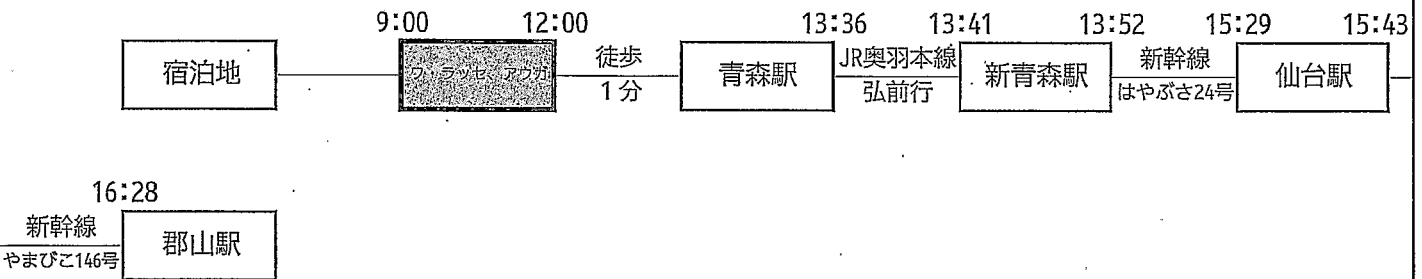 9:00 12:00 13:36 13:41 13:52 15:29 15:43
宿泊地 ワ・ラッセ、アウガ 徒歩 1分 青森駅 JR奥羽本線 弘前行 新青森駅 新幹線 はやぶさ24号 仙台駅
16:28
新幹線 やまびこ146号 郡山駅